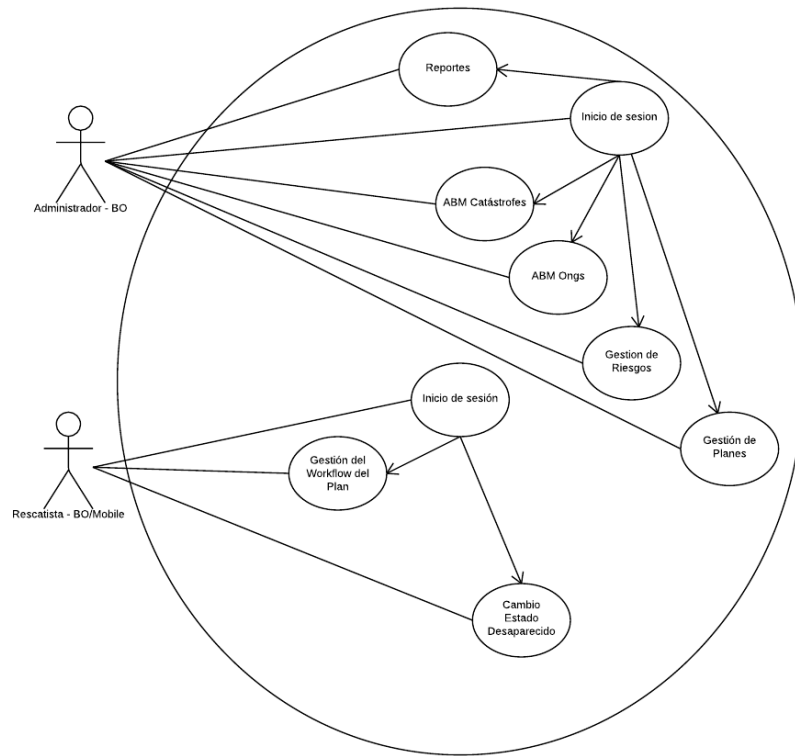 Reportes
Inicio de sesion
Administrador - BO
ABM Catástrofes
ABM Ongs
Gestion de
Riesgos
Inicio de sesión
Gestión de
Planes
Gestión del
Workflow del
Plan
Rescatista - BO/Mobile
Cambio
Estado
Desaparecido